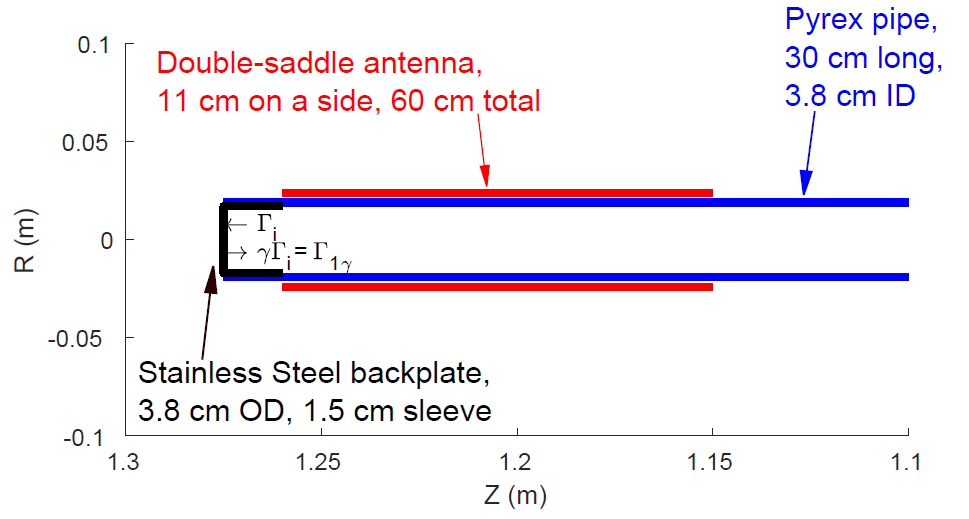 Pyrex pipe,
30 cm long,
3.8 cm ID
Double-saddle antenna,
11 cm on a side, 60 cm total
0.1
0.05
0
-0.05
-0.1
R (m)
← Γi
→ γΓi = Γ1γ
Stainless Steel backplate,
3.8 cm OD, 1.5 cm sleeve
1.3 1.25 1.2 1.15 1.1
Z (m)